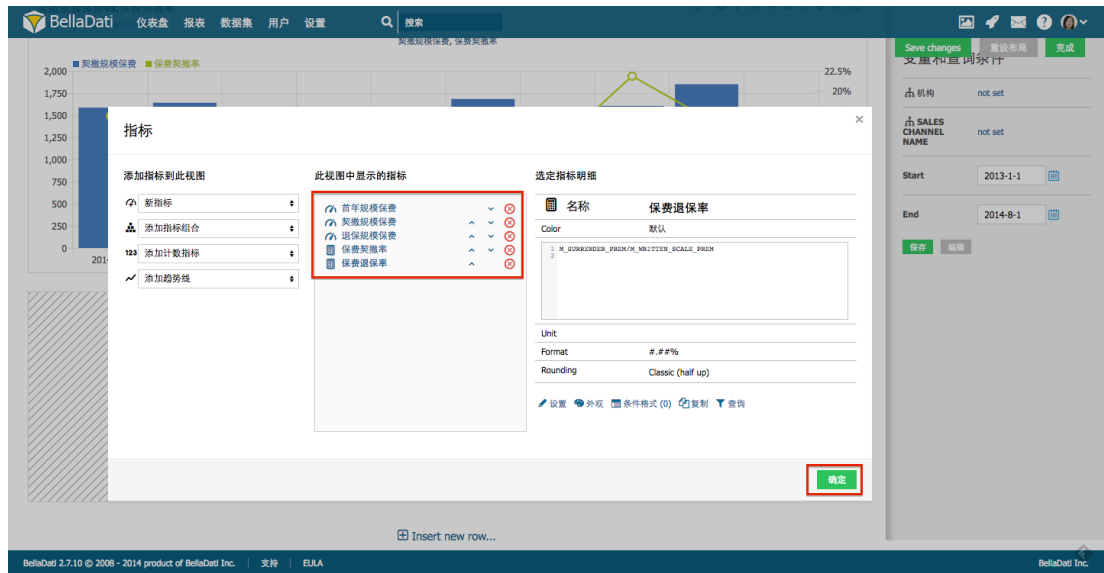 BellaDati 仪表盘 报表 数据集 用户 设置 搜索
契撤规模保费, 保费契撤率
契撤规模保费 保费契撤率
Save changes 重设布局 完成
变量和查询条件
2,000
1,750
1,500
1,250
1,000
750
500
250
0
201
22.5%
20%
机构 not set
SALES CHANNEL NAME not set
Start 2013-1-1
End 2014-8-1
保存 编辑
指标
添加指标到此视图
新指标
添加指标组合
123 添加计数指标
添加趋势线
此视图中显示的指标
首年规模保费
契撤规模保费
退保规模保费
保费契撤率
保费退保率
选定指标明细
名称 保费退保率
Color 默认
1 M_SURRENDER_PREM/M_WRITTEN_SCALE_PREM
2
Unit
Format #.##%
Rounding Classic (half up)
设置 外观 条件格式 (0) 复制 查询
确定
Insert new row...
BellaDati 2.7.10 © 2008 - 2014 product of BellaDati Inc. 支持 EULA
BellaDati Inc.